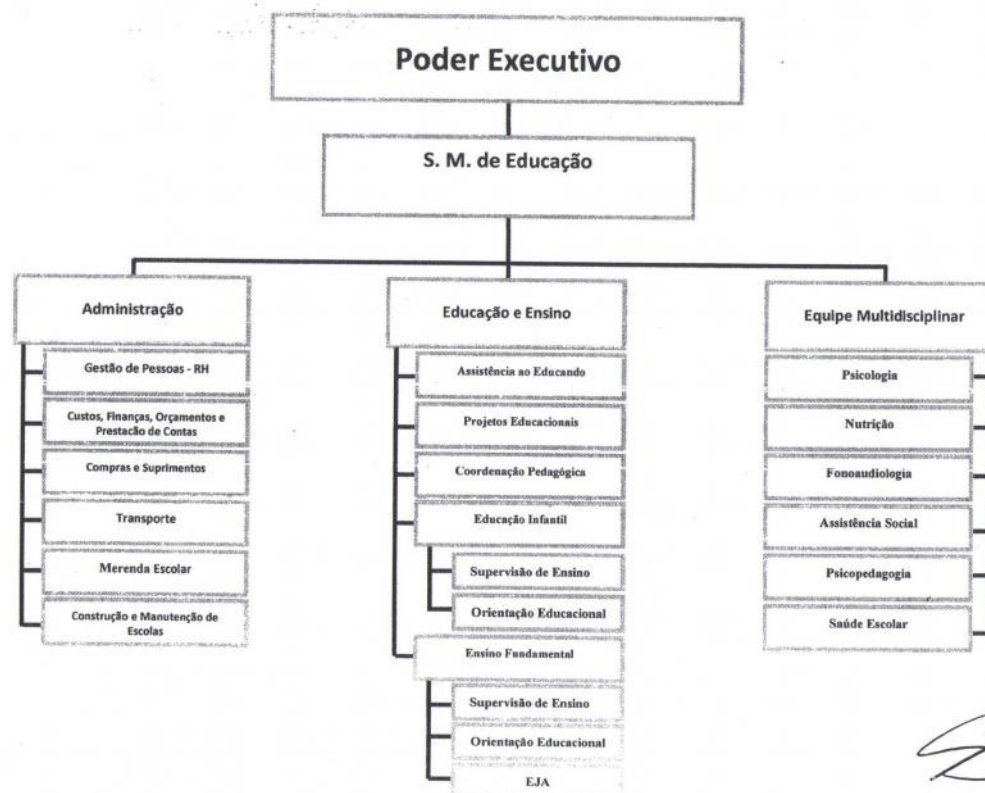 Poder Executivo
S. M. de Educação
Administração
Gestão de Pessoas - RH
Custos, Finanças, Orçamentos e
Prestação de Contas
Compras e Suprimentos
Transporte
Merenda Escolar
Construção e Manutenção de
Escolas
Educação e Ensino
Assistência ao Educando
Projetos Educacionais
Coordenação Pedagógica
Educação Infantil
Supervisão de Ensino
Orientação Educacional
Ensino Fundamental
Supervisão de Ensino
Orientação Educacional
EJA
Equipe Multidisciplinar
Psicologia
Nutrição
Fonoaudiologia
Assistência Social
Psicopedagogia
Saúde Escolar